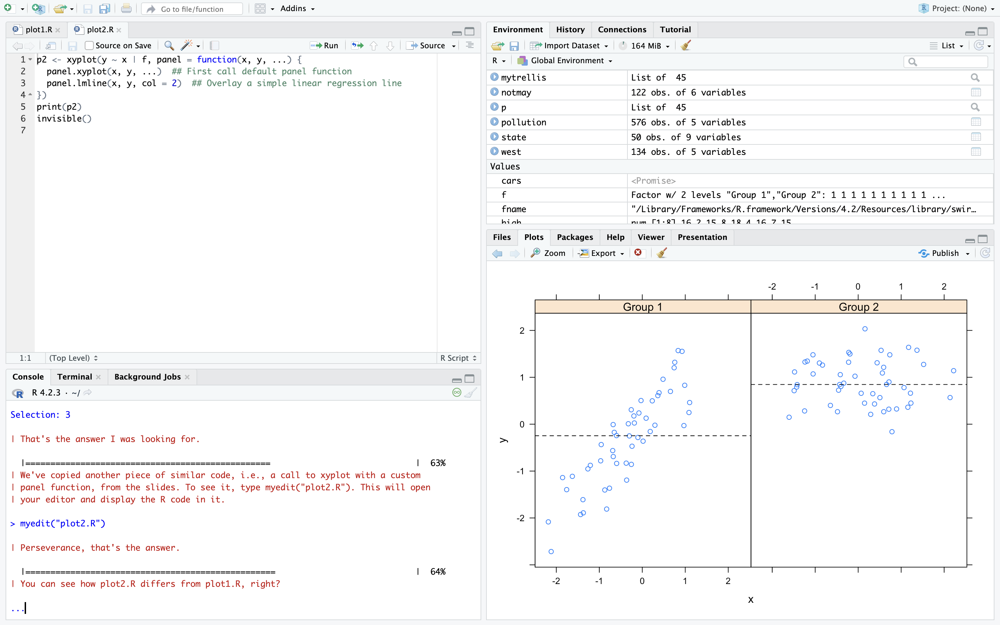 Go to file/function
Addins
Project: (None)
plot1.R
plot2.R
Source on Save
Run
Source
1 p2 <- xyplot(y ~ x | f, panel = function(x, y, ...) {
2 panel.xyplot(x, y, ...) ## First call default panel function
3 panel.lmline(x, y, col = 2) ## Overlay a simple linear regression line
4 })
5 print(p2)
6 invisible()
7
1:1 (Top Level) R Script
Console Terminal Background Jobs
R 4.2.3 · ~/
Selection: 3
| That's the answer I was looking for.
|================================================= | 63%
| We've copied another piece of similar code, i.e., a call to xyplot with a custom
| panel function, from the slides. To see it, type myedit("plot2.R"). This will open
| your editor and display the R code in it.
> myedit("plot2.R")
| Perseverance, that's the answer.
|================================================== | 64%
| You can see how plot2.R differs from plot1.R, right?
...
Environment History Connections Tutorial
Import Dataset 164 MiB List
R Global Environment
mytrellis List of 45
notmay 122 obs. of 6 variables
p List of 45
pollution 576 obs. of 5 variables
state 50 obs. of 9 variables
west 134 obs. of 5 variables
Values
cars <Promise>
f Factor w/ 2 levels "Group 1","Group 2": 1 1 1 1 1 1 1 1 1 1 ...
fname "/Library/Frameworks/R.framework/Versions/4.2/Resources/library/swir…
high num [1:8] 16.2 15.8 18.4 16.7 15
Files Plots Packages Help Viewer Presentation
Zoom Export Publish
-2 -1 0 1 2
Group 1 Group 2
2
1
0
-1
-2
y
-2 -1 0 1 2
x